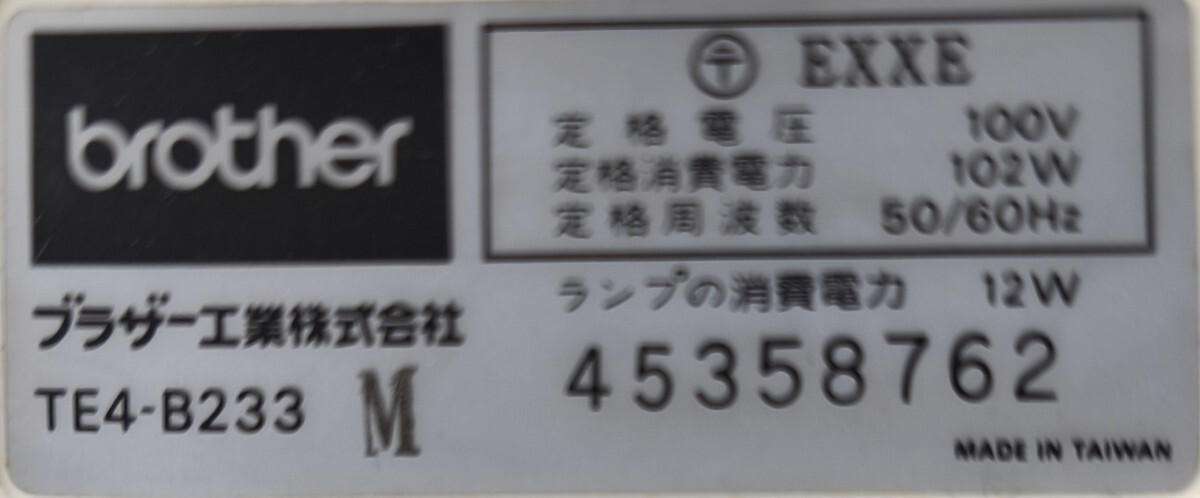 brother
〒 EXXE
定格電圧 100V
定格消費電力 102W
定格周波数 50/60Hz
ランプの消費電力 12W
ブラザー工業株式会社
45358762
TE4-B233 M
MADE IN TAIWAN